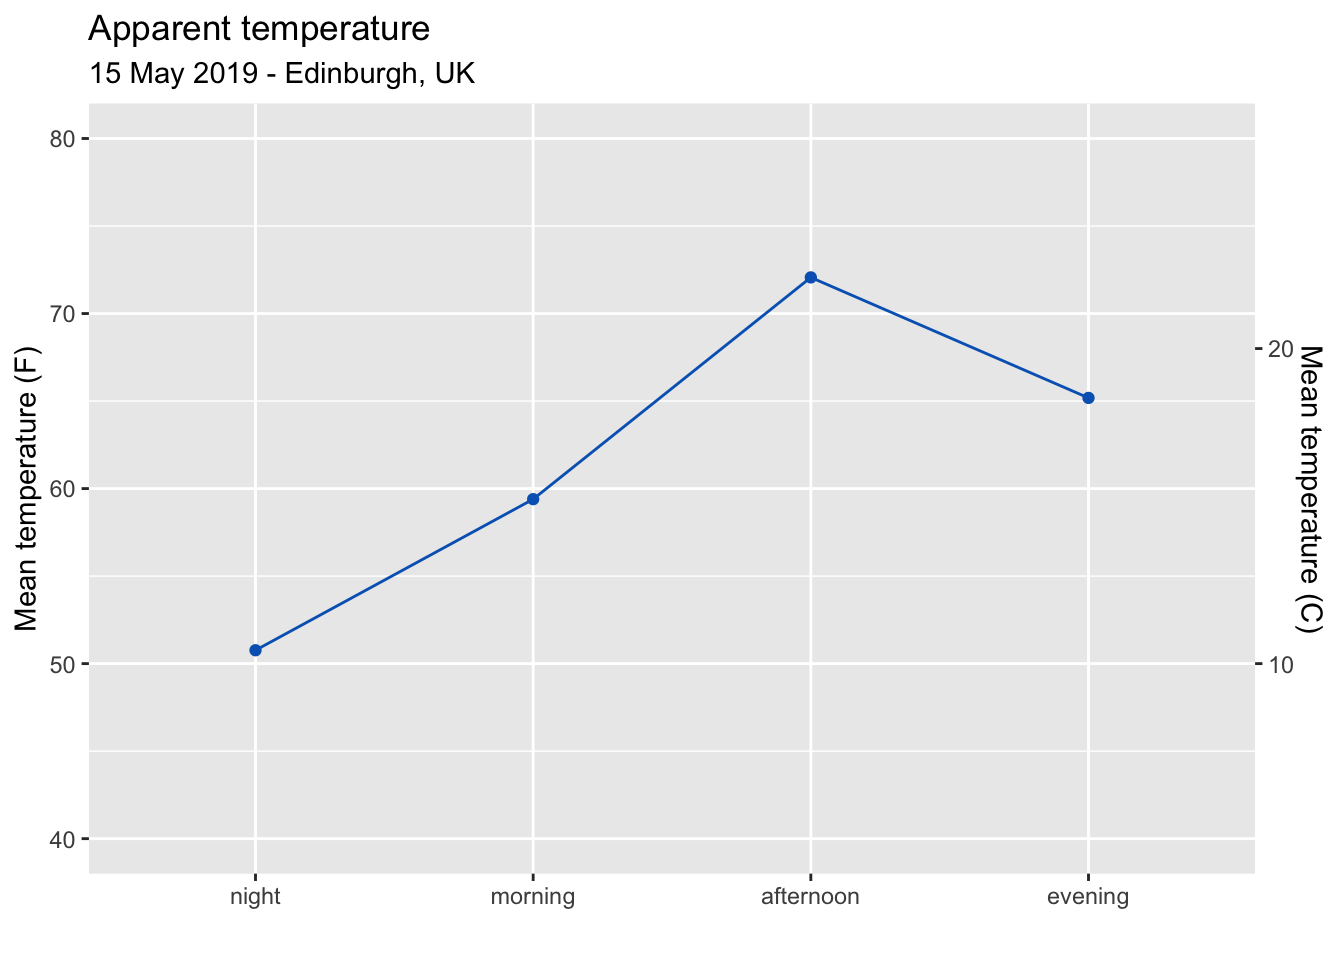 Apparent temperature
15 May 2019 - Edinburgh, UK
Mean temperature (F)
80
70
60
50
40
20
10
Mean temperature (C)
night morning afternoon evening